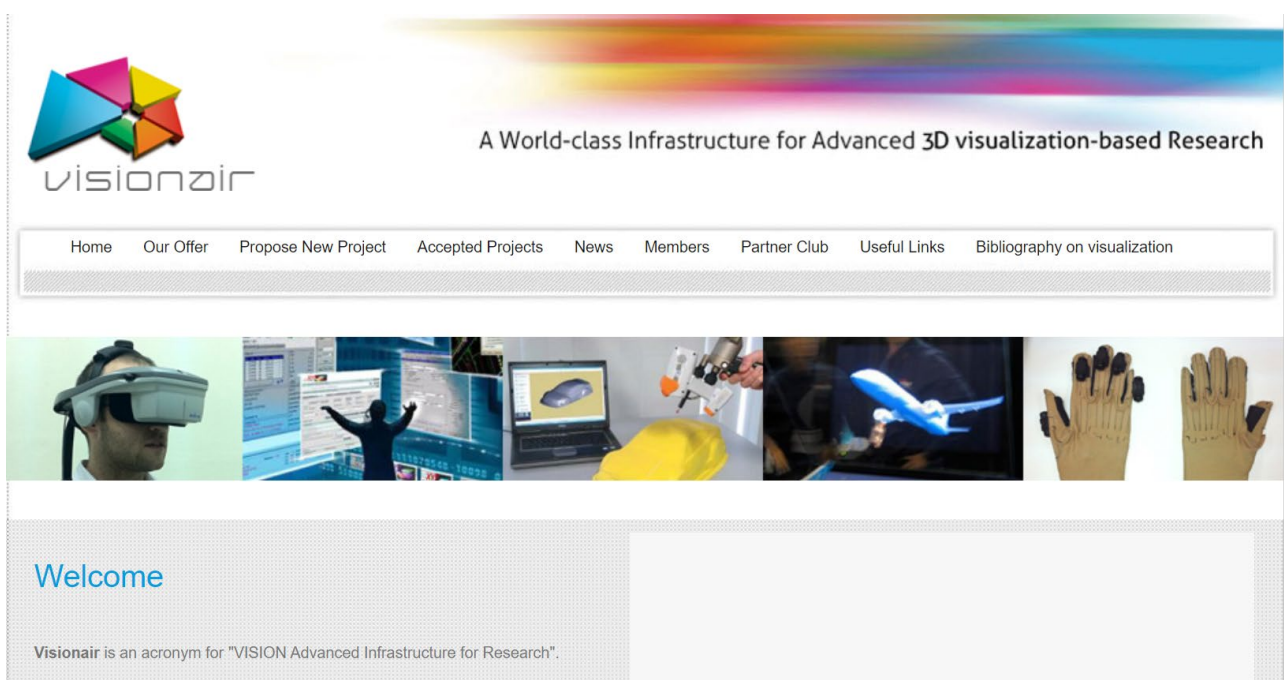 A World-class Infrastructure for Advanced 3D visualization-based Research
visionair
Home Our Offer Propose New Project Accepted Projects News Members Partner Club Useful Links Bibliography on visualization
Welcome
Visionair is an acronym for "VISION Advanced Infrastructure for Research".